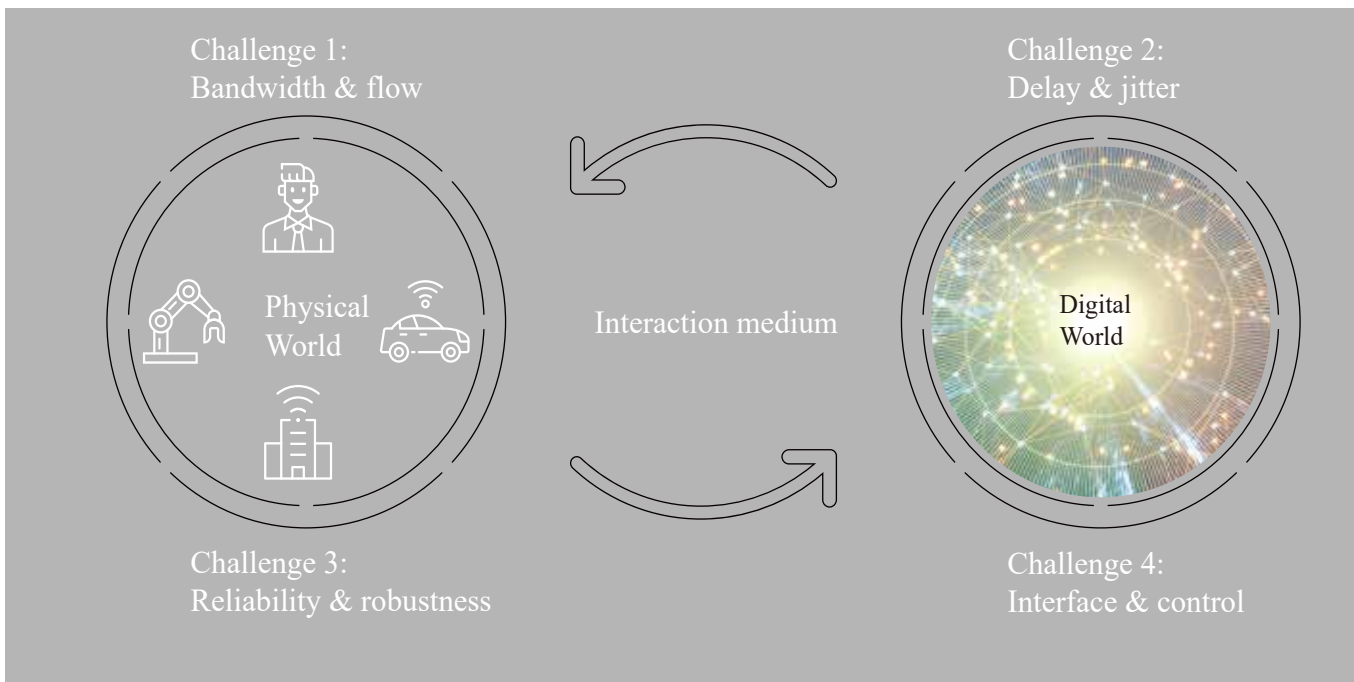 Challenge 1:
Bandwidth & flow
Challenge 2:
Delay & jitter
Physical
World
Interaction medium
Digital
World
Challenge 3:
Reliability & robustness
Challenge 4:
Interface & control